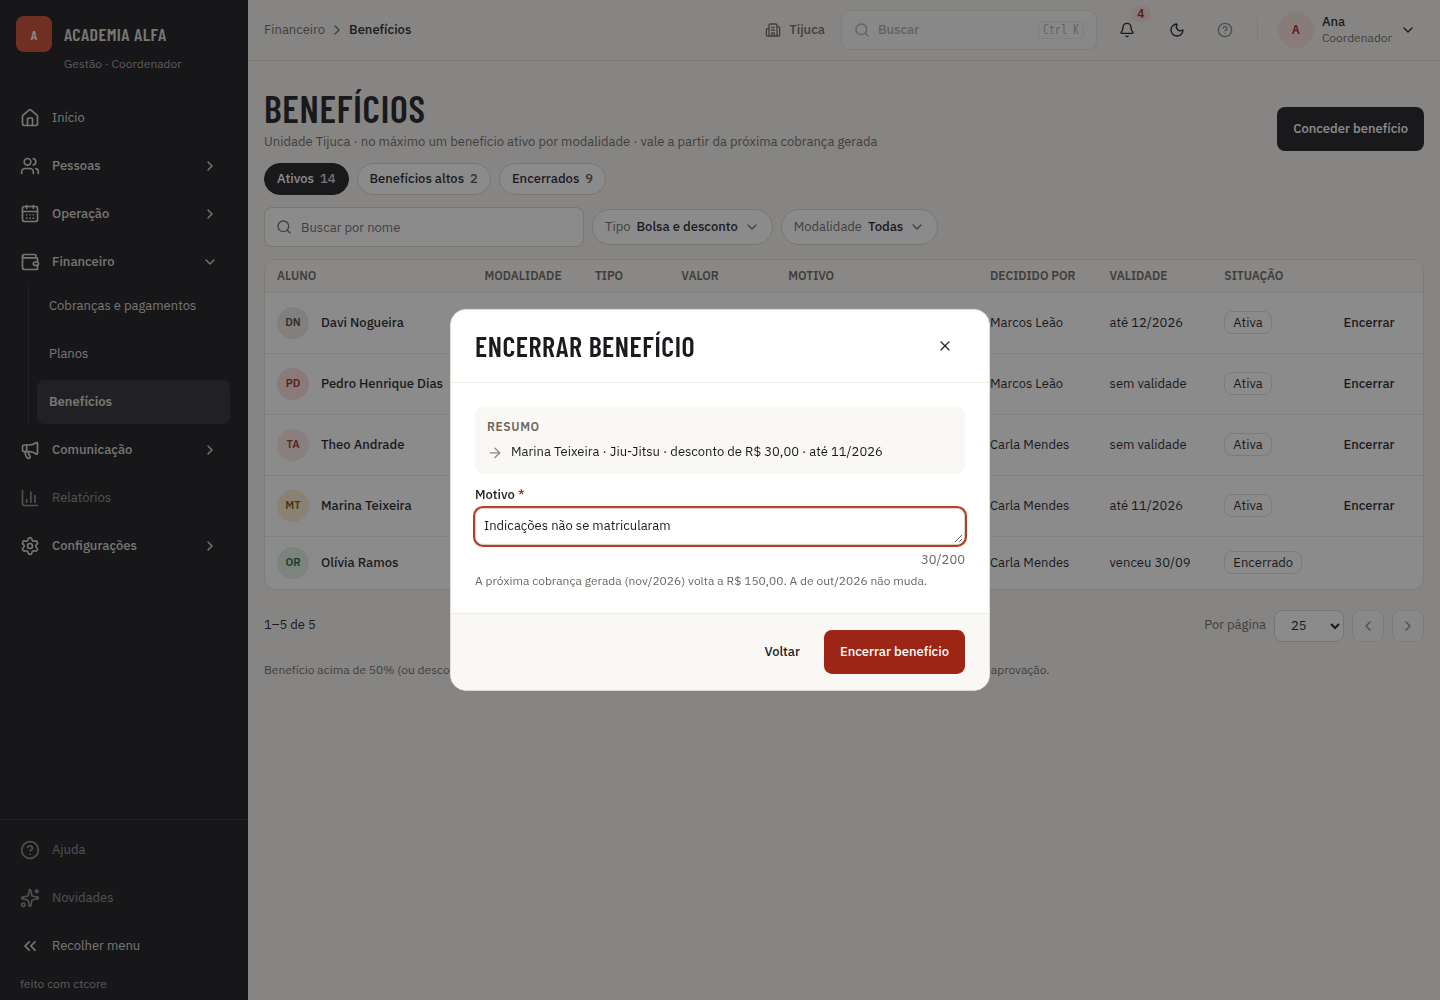 A
ACADEMIA ALFA
Gestão · Coordenador
Início
Pessoas
Operação
Financeiro
Cobranças e pagamentos
Planos
Benefícios
Comunicação
Relatórios
Configurações
Ajuda
Novidades
Recolher menu
feito com ctcore
Financeiro > Benefícios
Tijuca
Buscar
Ctrl K
4
A
Ana
Coordenador
BENEFÍCIOS
Unidade Tijuca · no máximo um benefício ativo por modalidade · vale a partir da próxima cobrança gerada
Conceder benefício
Ativos 14
Benefícios altos 2
Encerrados 9
Buscar por nome
Tipo Bolsa e desconto
Modalidade Todas
ALUNO MODALIDADE TIPO VALOR MOTIVO DECIDIDO POR VALIDADE SITUAÇÃO
DN Davi Nogueira Marcos Leão até 12/2026 Ativa Encerrar
PD Pedro Henrique Dias Marcos Leão sem validade Ativa Encerrar
TA Theo Andrade Carla Mendes sem validade Ativa Encerrar
MT Marina Teixeira Carla Mendes até 11/2026 Ativa Encerrar
OR Olívia Ramos Carla Mendes venceu 30/09 Encerrado
1–5 de 5
Por página 25
Benefício acima de 50% (ou desco
aprovação.
ENCERRAR BENEFÍCIO
RESUMO
Marina Teixeira · Jiu-Jitsu · desconto de R$ 30,00 · até 11/2026
Motivo *
Indicações não se matricularam
30/200
A próxima cobrança gerada (nov/2026) volta a R$ 150,00. A de out/2026 não muda.
Voltar
Encerrar benefício